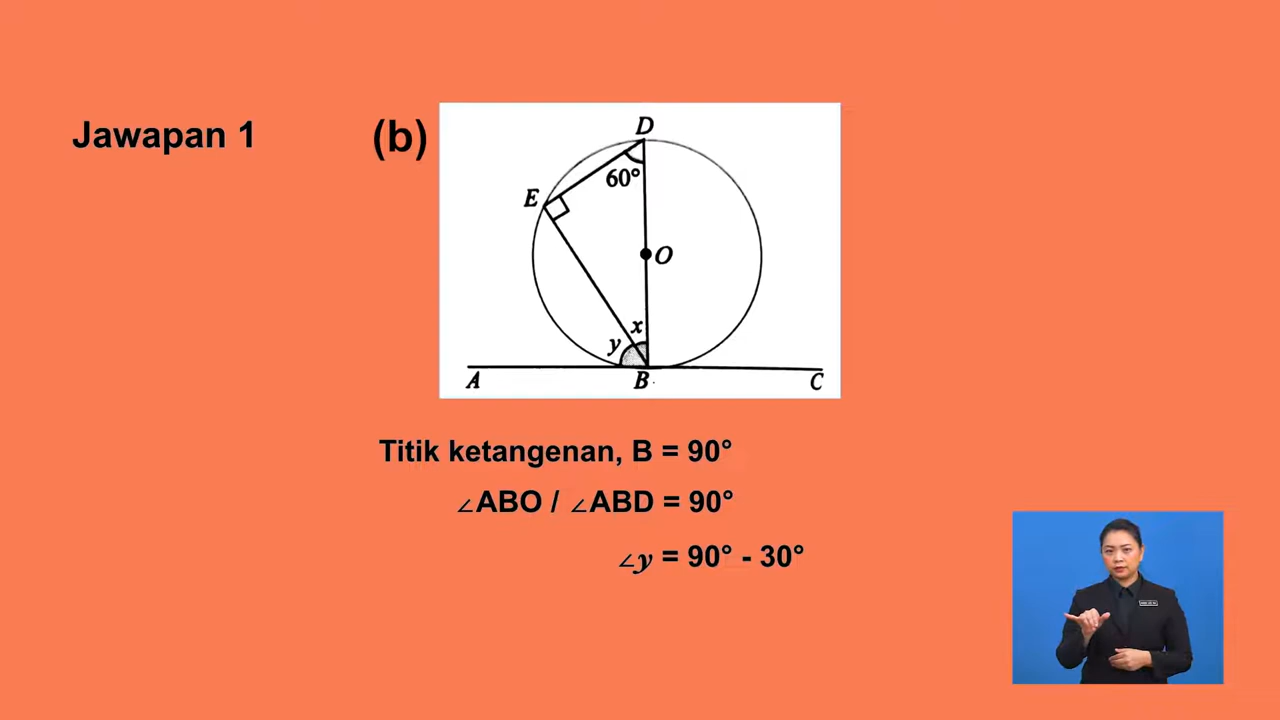 Jawapan 1
(b)
D
60°
E
O
x
y
A
B
C
Titik ketangenan, B = 90°
∠ABO / ∠ABD = 90°
∠y = 90° - 30°